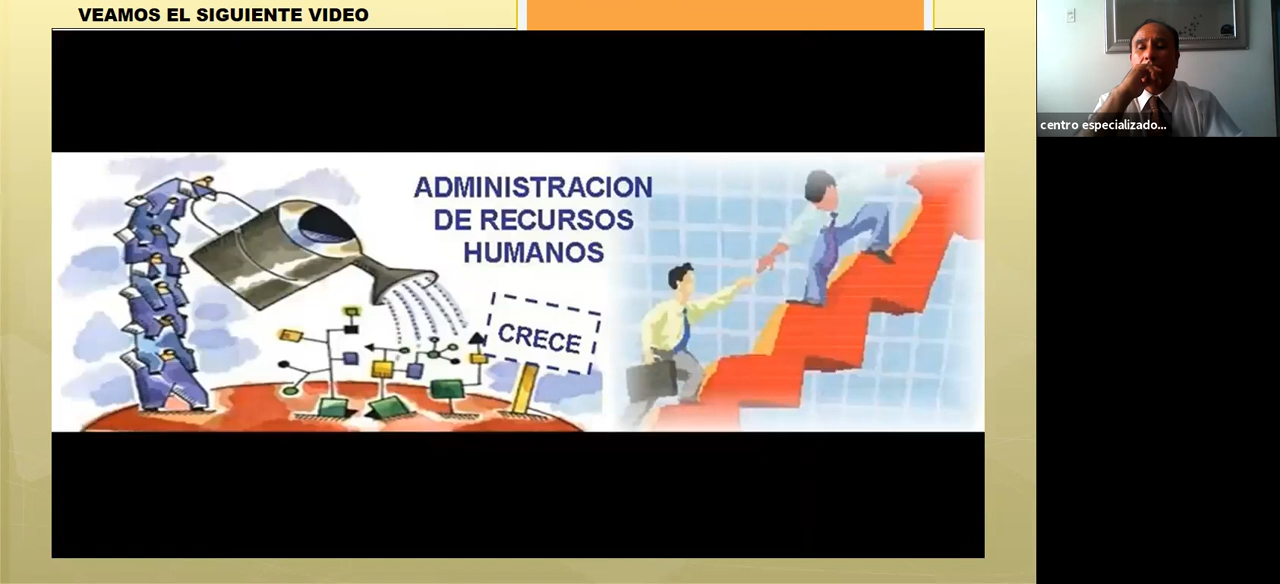 VEAMOS EL SIGUIENTE VIDEO
ADMINISTRACION
DE RECURSOS
HUMANOS
CRECE
centro especializado...